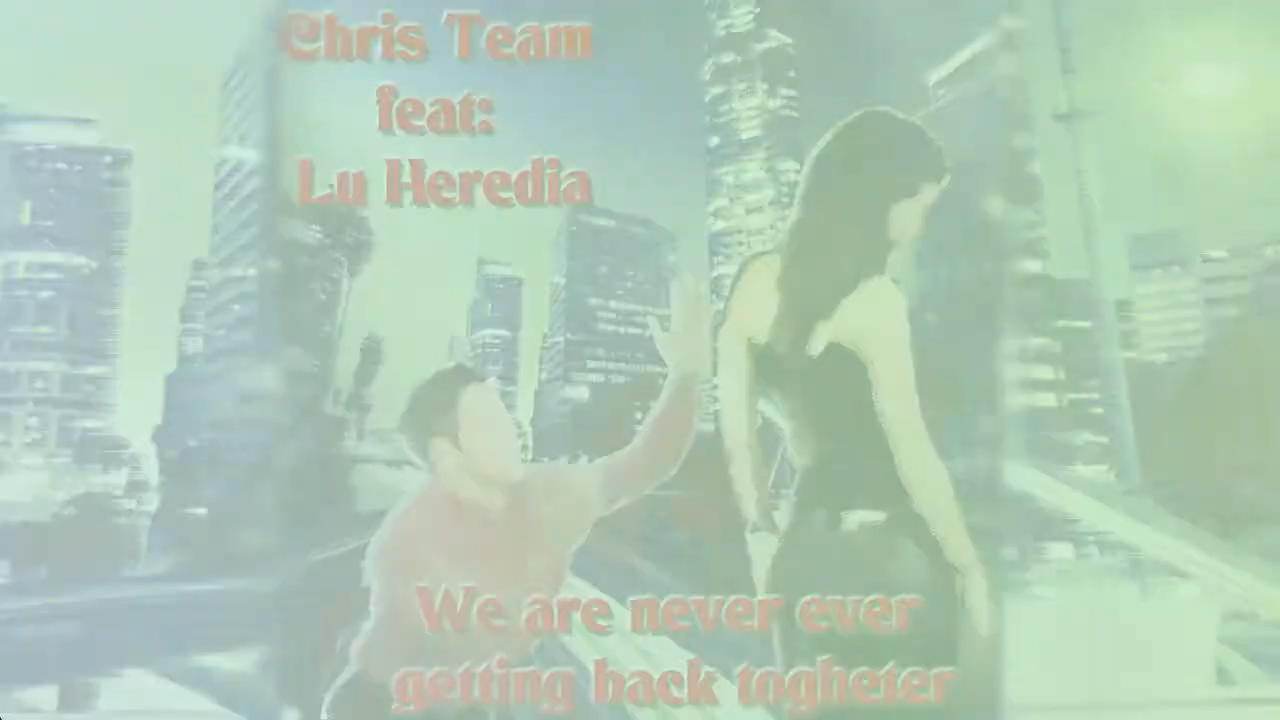 Chris Team
feat:
Lu Heredia
We are never ever
getting back togheter